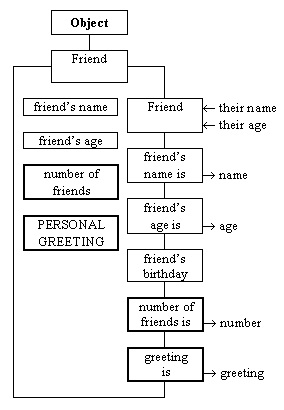 Object
Friend
friend's name
friend's age
number of
friends
PERSONAL
GREETING
Friend
their name
their age
friend's
name is
name
friend's
age is
age
friend's
birthday
number of
friends is
number
greeting
is
greeting